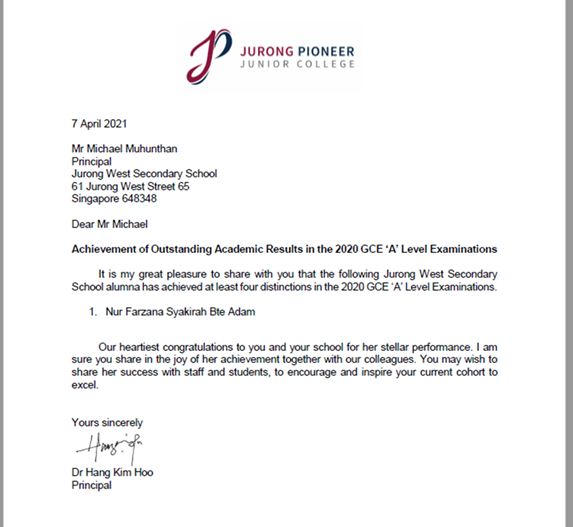 JURONG PIONEER
JUNIOR COLLEGE
7 April 2021
Mr Michael Muhunthan
Principal
Jurong West Secondary School
61 Jurong West Street 65
Singapore 648348
Dear Mr Michael
Achievement of Outstanding Academic Results in the 2020 GCE ‘A’ Level Examinations
It is my great pleasure to share with you that the following Jurong West Secondary
School alumna has achieved at least four distinctions in the 2020 GCE ‘A’ Level Examinations.
1. Nur Farzana Syakirah Bte Adam
Our heartiest congratulations to you and your school for her stellar performance. I am
sure you share in the joy of her achievement together with our colleagues. You may wish to
share her success with staff and students, to encourage and inspire your current cohort to
excel.
Yours sincerely
Dr Hang Kim Hoo
Principal